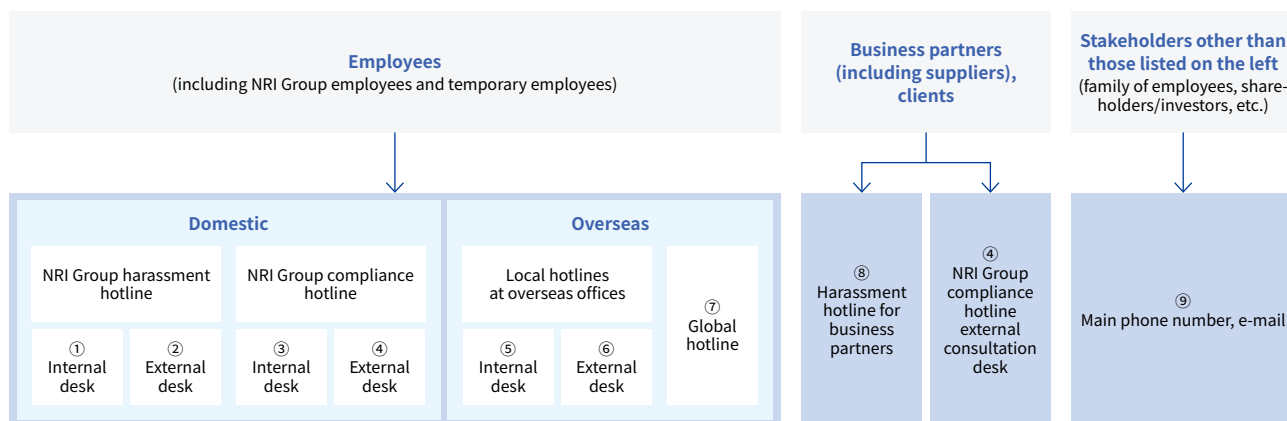 Employees
(including NRI Group employees and temporary employees)
Business partners
(including suppliers),
clients
Stakeholders other than
those listed on the left
(family of employees, share-
holders/investors, etc.)
Domestic
NRI Group harassment
hotline
①
Internal
desk
②
External
desk
NRI Group compliance
hotline
③
Internal
desk
④
External
desk
Overseas
Local hotlines
at overseas offices
⑤
Internal
desk
⑥
External
desk
⑦
Global
hotline
⑧
Harassment
hotline for
business
partners
④
NRI Group
compliance
hotline
external
consultation
desk
⑨
Main phone number, e-mail